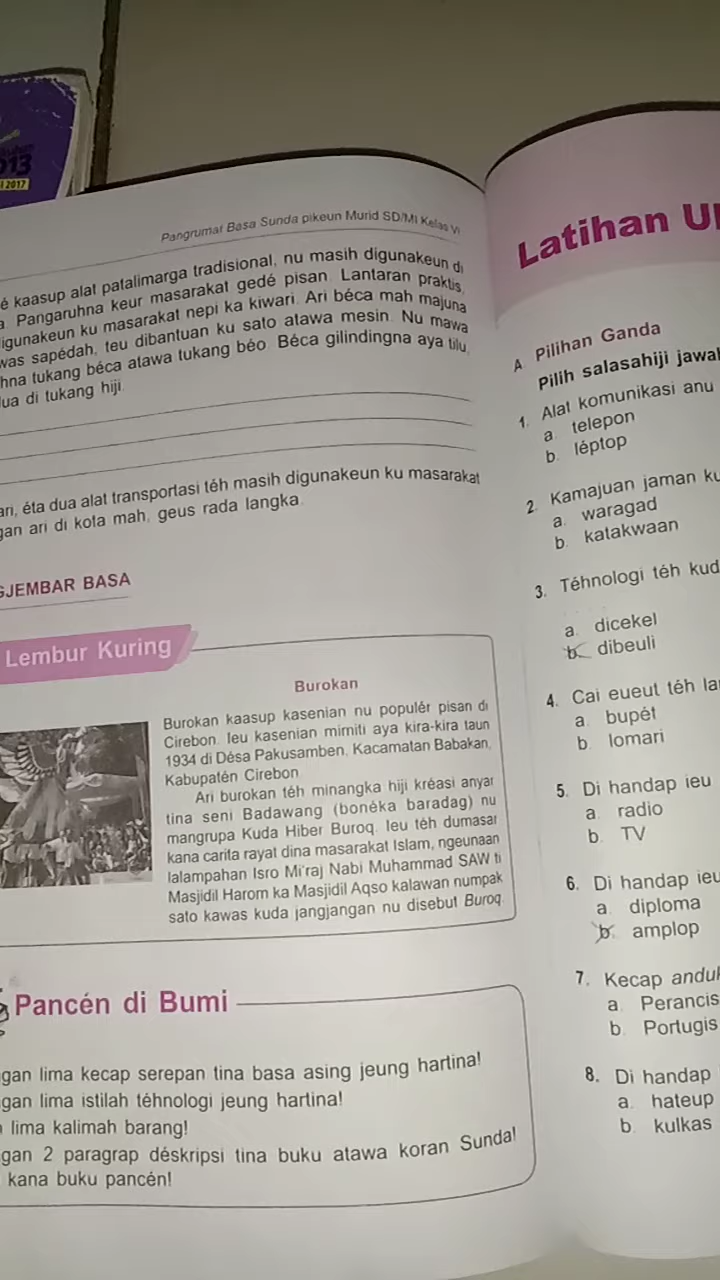 013
I 2017
Pangrumat Basa Sunda pikeun Murid SD/MI Kelas VI
é kaasup alat patalimarga tradisional, nu masih digunakeun di
Pangaruhna keur masarakat gedé pisan. Lantaran praktis,
igunakeun ku masarakat nepi ka kiwari. Ari béca mah majuna
was sapédah, teu dibantuan ku sato atawa mesin. Nu mawa
hna tukang béca atawa tukang béo. Béca gilindingna aya tilu,
ua di tukang hiji.
ari, éta dua alat transportasi téh masih digunakeun ku masarakat
gan ari di kota mah, geus rada langka.
GJEMBAR BASA
Lembur Kuring
Burokan
Burokan kaasup kasenian nu populér pisan di
Cirebon. Ieu kasenian mimiti aya kira-kira taun
1934 di Désa Pakusamben, Kacamatan Babakan,
Kabupatén Cirebon.
Ari burokan téh minangka hiji kréasi anyar
tina seni Badawang (bonéka baradag) nu
mangrupa Kuda Hiber Buroq. Ieu téh dumasar
kana carita rayat dina masarakat Islam, ngeunaan
lalampahan Isro Mi'raj Nabi Muhammad SAW ti
Masjidil Harom ka Masjidil Aqso kalawan numpak
sato kawas kuda jangjangan nu disebut Buroq.
Pancén di Bumi
gan lima kecap serepan tina basa asing jeung hartina!
gan lima istilah téhnologi jeung hartina!
lima kalimah barang!
gan 2 paragrap déskripsi tina buku atawa koran Sunda!
kana buku pancén!
Latihan U
A. Pilihan Ganda
Pilih salasahiji jawa
1. Alat komunikasi anu
a. telepon
b. léptop
2. Kamajuan jaman ku
a. waragad
b. katakwaan
3. Téhnologi téh kud
a. dicekel
b. dibeuli
4. Cai eueut téh la
a. bupét
b. lomari
5. Di handap ieu
a. radio
b. TV
6. Di handap ieu
a. diploma
b. amplop
7. Kecap anduk
a. Perancis
b. Portugis
8. Di handap
a. hateup
b. kulkas